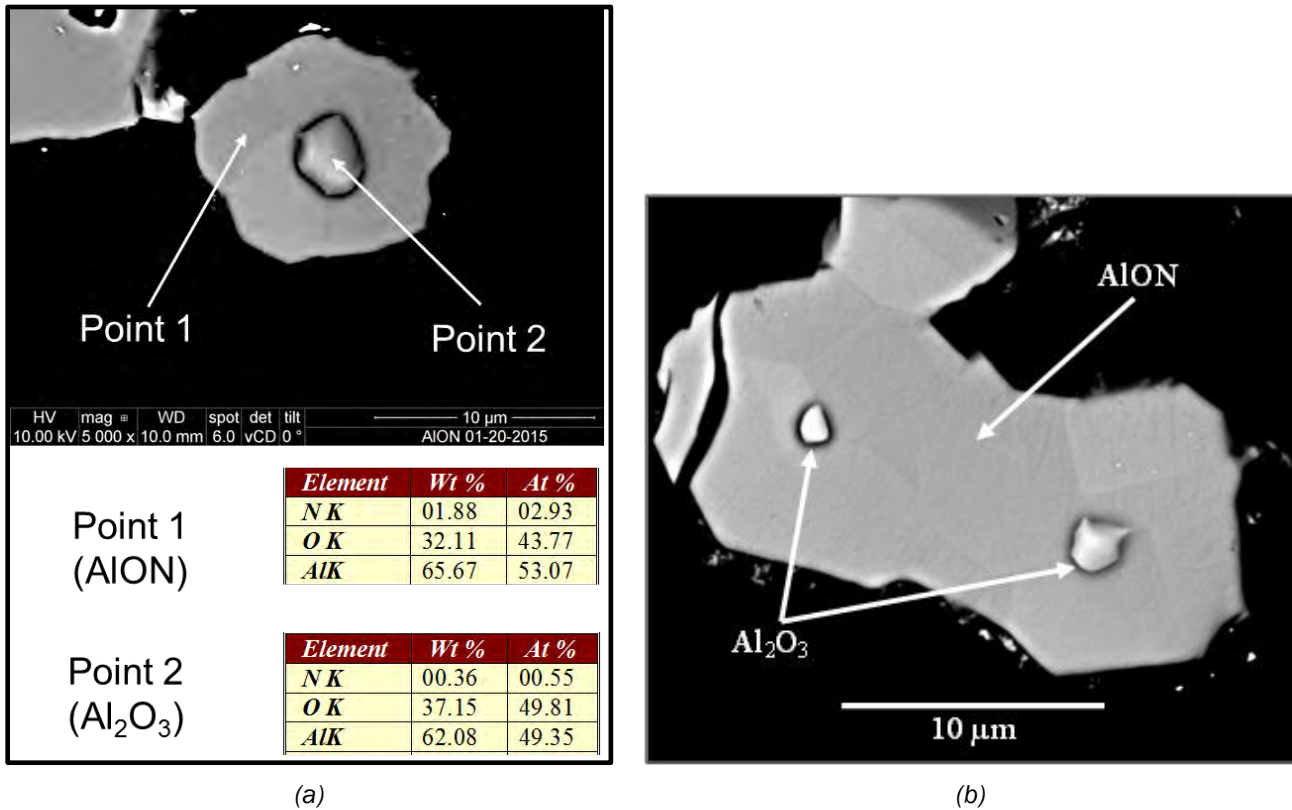 Point 1
Point 2
HV mag ⊞ WD spot det tilt 10 µm
10.00 kV 5 000 x 10.0 mm 6.0 vCD 0 ° AlON 01-20-2015
Point 1
(AlON)
Element Wt % At %
N K 01.88 02.93
O K 32.11 43.77
AlK 65.67 53.07
Point 2
(Al₂O₃)
Element Wt % At %
N K 00.36 00.55
O K 37.15 49.81
AlK 62.08 49.35
(a)
AlON
Al₂O₃
10 µm
(b)